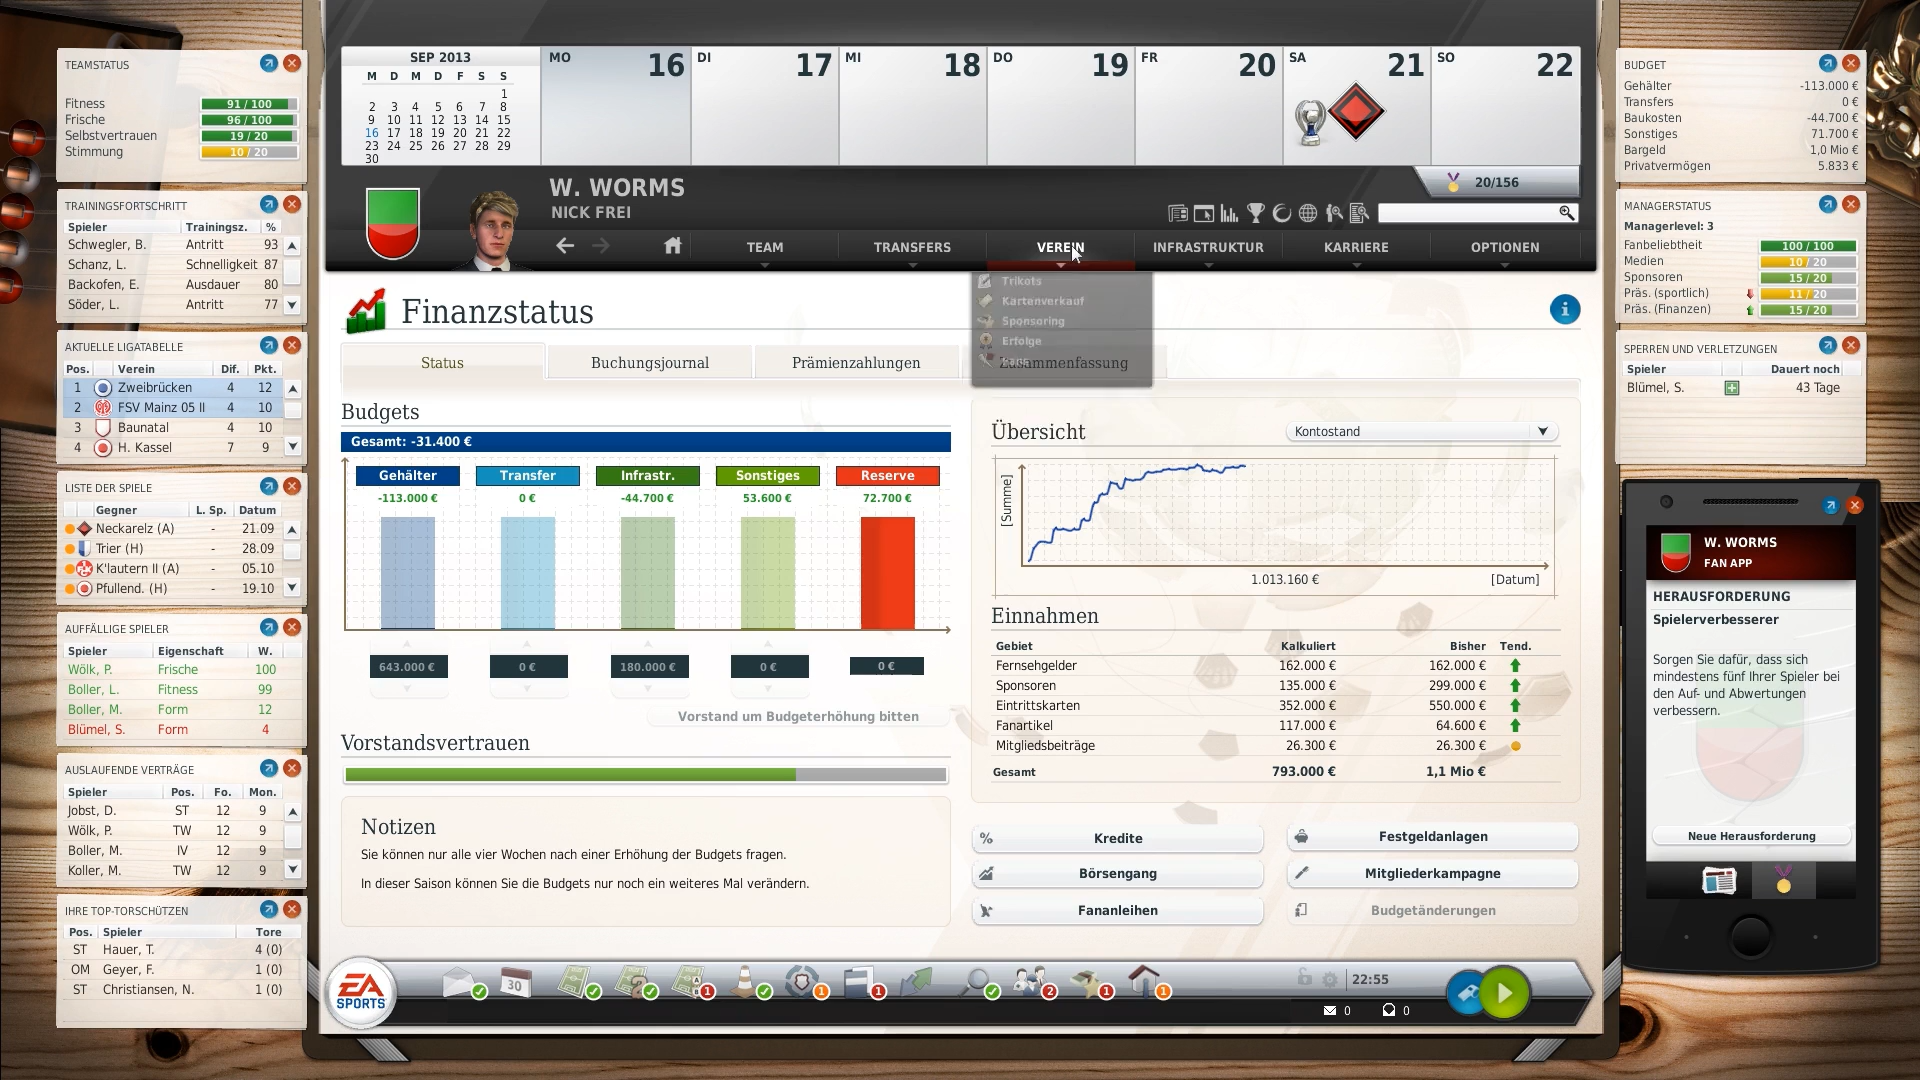 TEAMSTATUS
Fitness 91 / 100
Frische 96 / 100
Selbstvertrauen 19 / 20
Stimmung 10 / 20
TRAININGSFORTSCHRITT
Spieler Trainingsz. %
Schwegler, B. Antritt 93
Schanz, L. Schnelligkeit 87
Backofen, E. Ausdauer 80
Söder, L. Antritt 77
AKTUELLE LIGATABELLE
Pos. Verein Dif. Pkt.
1 Zweibrücken 4 12
2 FSV Mainz 05 II 4 10
3 Baunatal 4 10
4 H. Kassel 7 9
LISTE DER SPIELE
Gegner L. Sp. Datum
Neckarelz (A) - 21.09
Trier (H) - 28.09
K'lautern II (A) - 05.10
Pfullend. (H) - 19.10
AUFFÄLLIGE SPIELER
Spieler Eigenschaft W.
Wölk, P. Frische 100
Boller, L. Fitness 99
Boller, M. Form 12
Blümel, S. Form 4
AUSLAUFENDE VERTRÄGE
Spieler Pos. Fo. Mon.
Jobst, D. ST 12 9
Wölk, P. TW 12 9
Boller, M. IV 12 9
Koller, M. TW 12 9
IHRE TOP-TORSCHÜTZEN
Pos. Spieler Tore
ST Hauer, T. 4 (0)
OM Geyer, F. 1 (0)
ST Christiansen, N. 1 (0)
SEP 2013
M D M D F S S
1
2 3 4 5 6 7 8
9 10 11 12 13 14 15
16 17 18 19 20 21 22
23 24 25 26 27 28 29
30
MO 16 DI 17 MI 18 DO 19 FR 20 SA 21 SO 22
W. WORMS
NICK FREI
20/156
TEAM TRANSFERS VEREIN INFRASTRUKTUR KARRIERE OPTIONEN
Trikots
Kartenverkauf
Sponsoring
Erfolge
Finanzstatus
i
Status Buchungsjournal Prämienzahlungen Zusammenfassung
Budgets
Gesamt: -31.400 €
Gehälter Transfer Infrastr. Sonstiges Reserve
-113.000 € 0 € -44.700 € 53.600 € 72.700 €
643.000 € 0 € 180.000 € 0 € 0 €
Vorstand um Budgeterhöhung bitten
Vorstandsvertrauen
Notizen
Sie können nur alle vier Wochen nach einer Erhöhung der Budgets fragen.
In dieser Saison können Sie die Budgets nur noch ein weiteres Mal verändern.
Übersicht
Kontostand
[Summe]
1.013.160 € [Datum]
Einnahmen
Gebiet Kalkuliert Bisher Tend.
Fernsehgelder 162.000 € 162.000 €
Sponsoren 135.000 € 299.000 €
Eintrittskarten 352.000 € 550.000 €
Fanartikel 117.000 € 64.600 €
Mitgliedsbeiträge 26.300 € 26.300 €
Gesamt 793.000 € 1,1 Mio €
% Kredite
Festgeldanlagen
Börsengang
Mitgliederkampagne
Fananleihen
Budgetänderungen
EA
SPORTS
30
1 1 1 2 1 1
22:55
0 0
BUDGET
Gehälter -113.000 €
Transfers 0 €
Baukosten -44.700 €
Sonstiges 71.700 €
Bargeld 1,0 Mio €
Privatvermögen 5.833 €
MANAGERSTATUS
Managerlevel: 3
Fanbeliebtheit 100 / 100
Medien 10 / 20
Sponsoren 15 / 20
Präs. (sportlich) 11 / 20
Präs. (Finanzen) 15 / 20
SPERREN UND VERLETZUNGEN
Spieler Dauert noch
Blümel, S. 43 Tage
W. WORMS
FAN APP
HERAUSFORDERUNG
Spielerverbesserer
Sorgen Sie dafür, dass sich
mindestens fünf Ihrer Spieler bei
den Auf- und Abwertungen
verbessern.
Neue Herausforderung